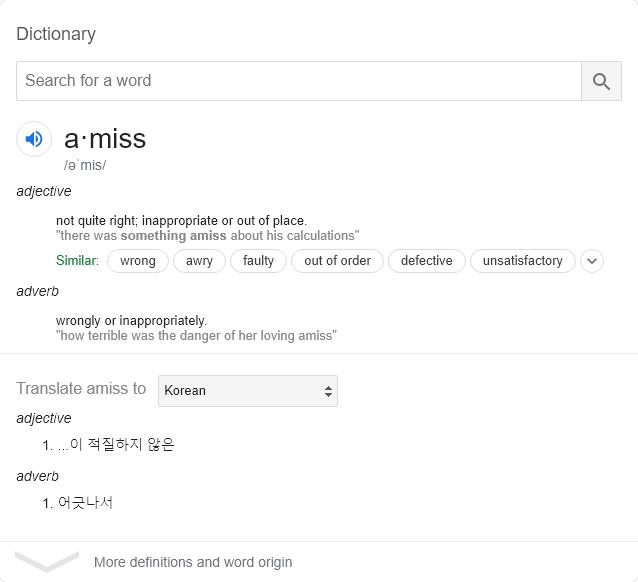 Dictionary
Search for a word
a·miss
/əˈmis/
adjective
not quite right; inappropriate or out of place.
"there was something amiss about his calculations"
Similar: wrong awry faulty out of order defective unsatisfactory
adverb
wrongly or inappropriately.
"how terrible was the danger of her loving amiss"
Translate amiss to Korean
adjective
1. ...이 적질하지 않은
adverb
1. 어긋나서
More definitions and word origin